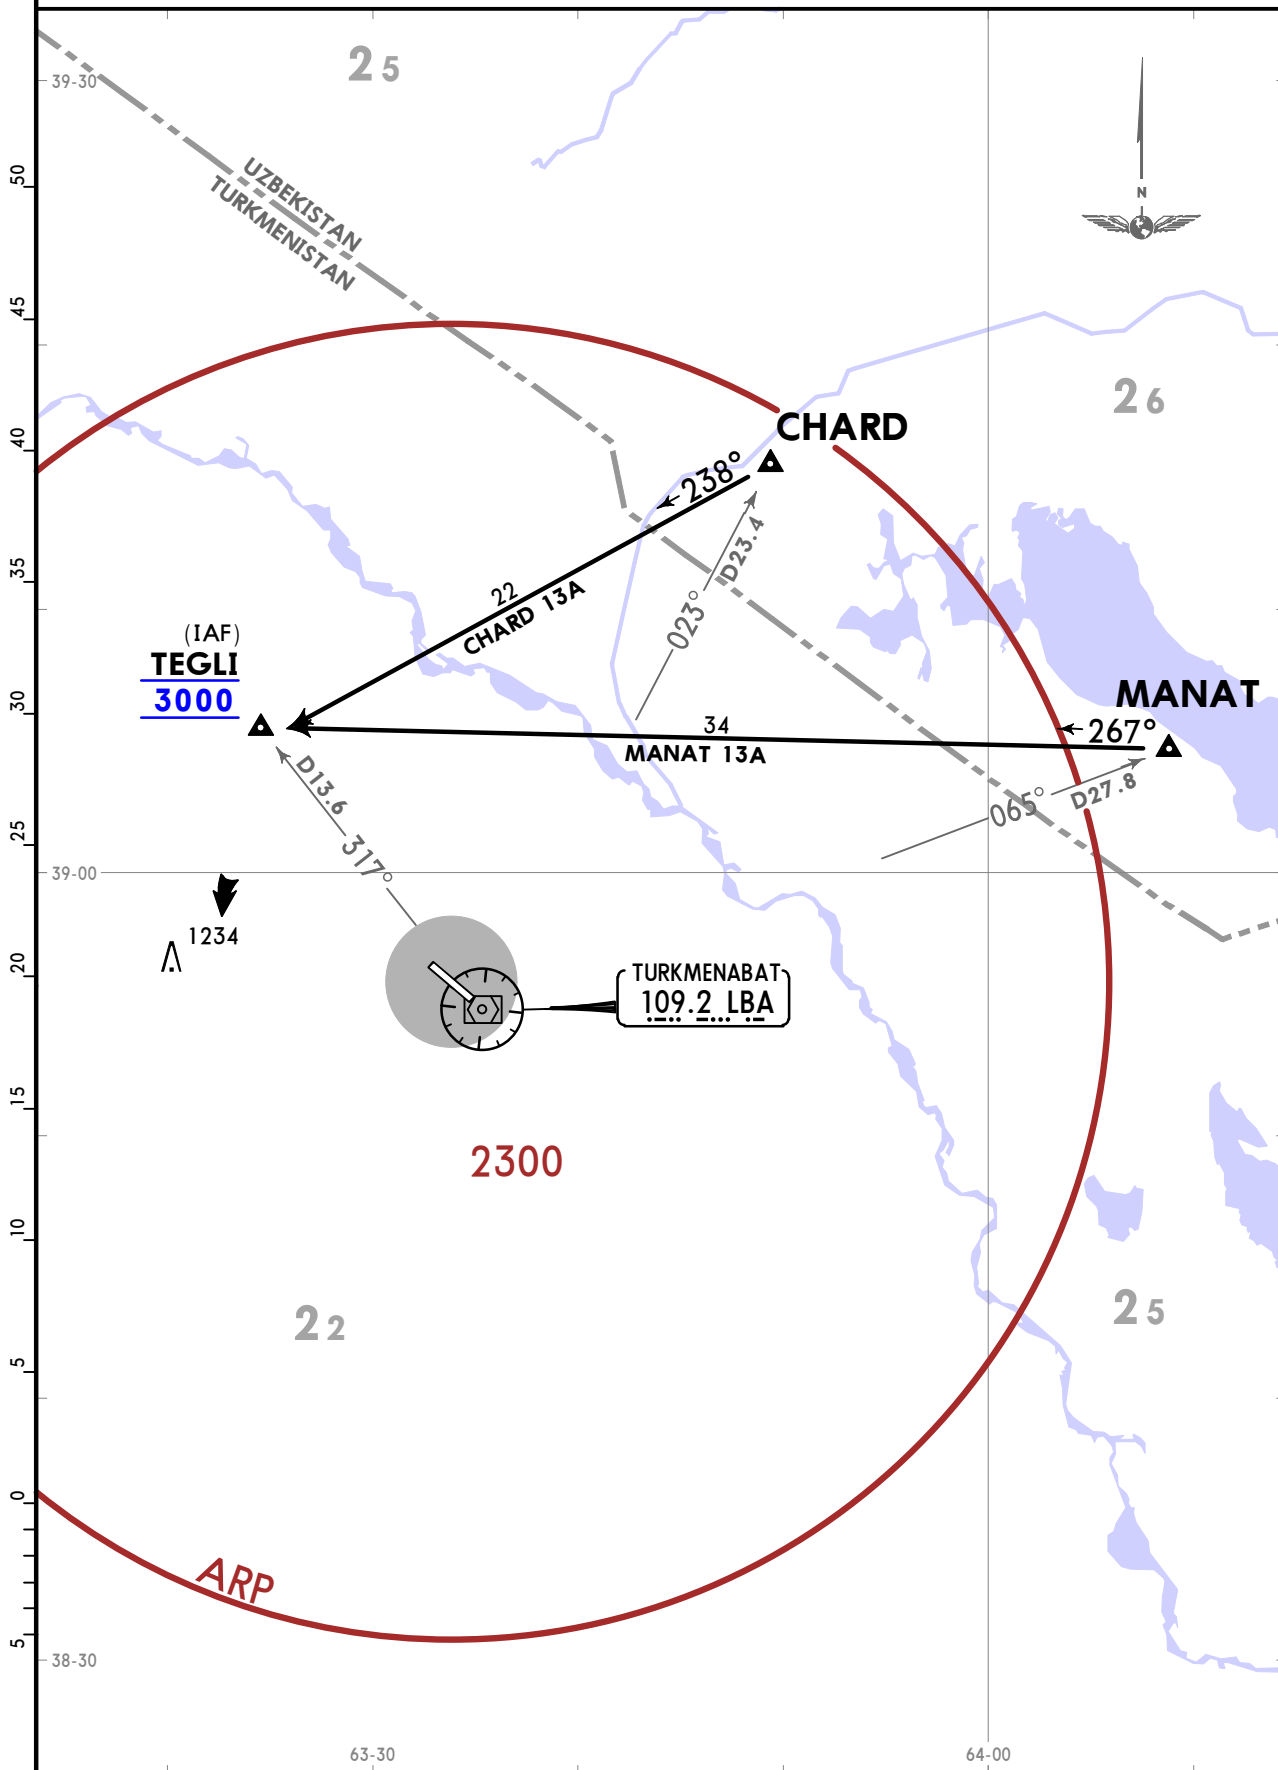 25
39-30
N
UZBEKISTAN
TURKMENISTAN
50
45
26
CHARD
40
238°
D23.4
35
22
CHARD 13A
023°
(IAF)
TEGLI
3000
MANAT
30
34
MANAT 13A
267°
D13.6
317°
065°
D27.8
25
39-00
1234
20
TURKMENABAT
109.2 LBA
15
2300
10
22
25
5
0
ARP
5
38-30
63-30
64-00